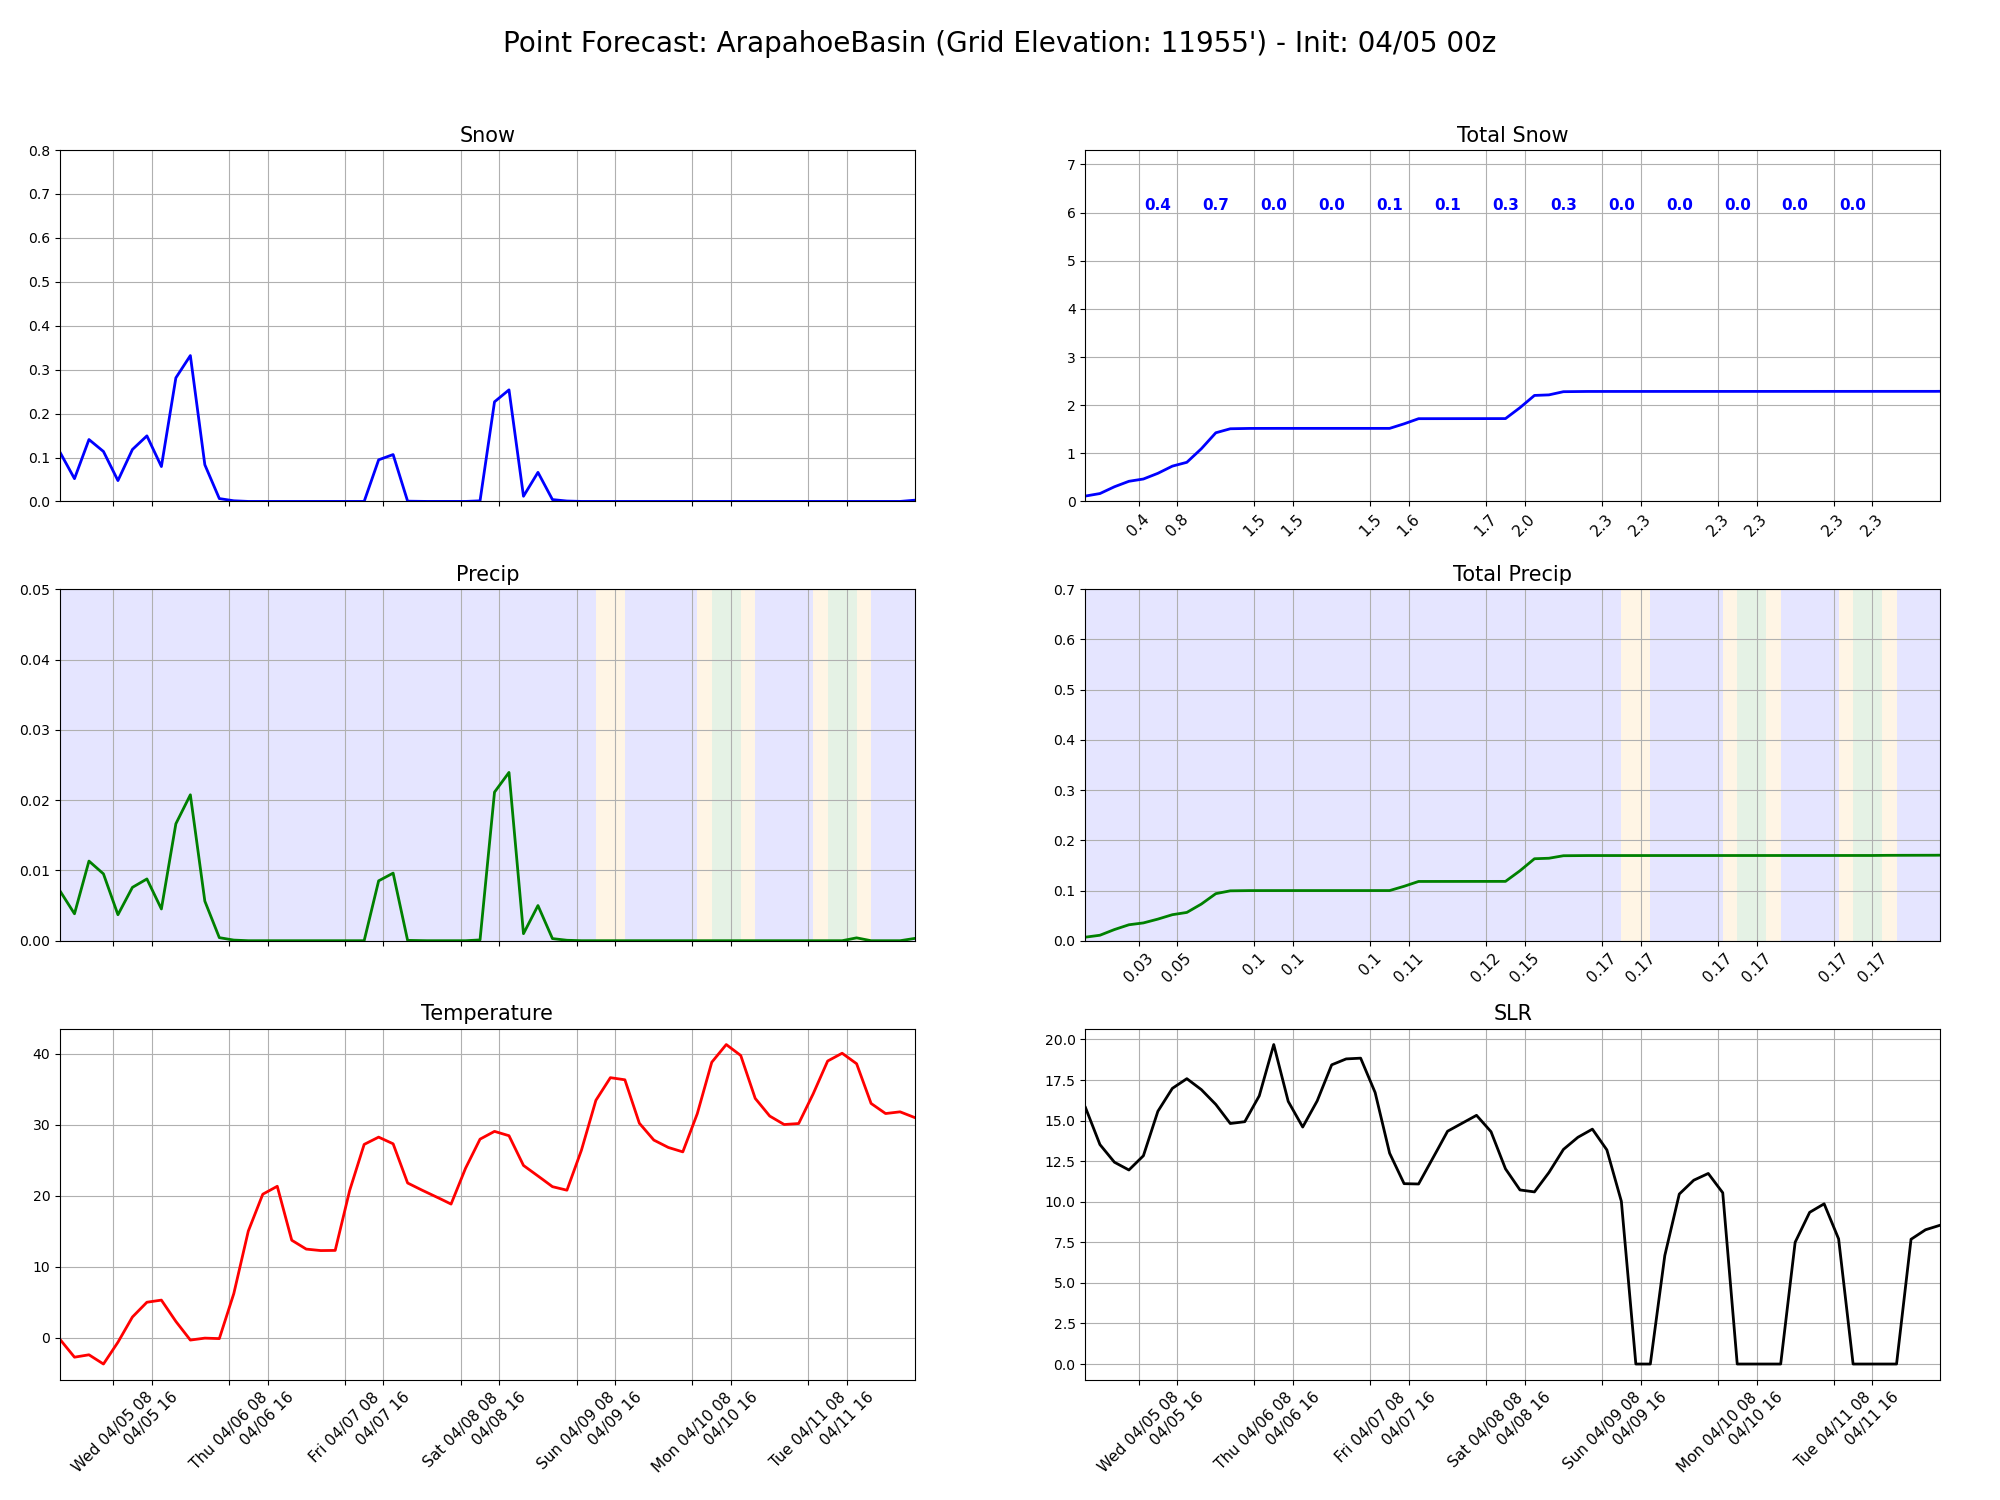 Point Forecast: ArapahoeBasin (Grid Elevation: 11955') - Init: 04/05 00z
Snow
0.8
0.7
0.6
0.5
0.4
0.3
0.2
0.1
0.0
Total Snow
7
6
5
4
3
2
1
0
0.4 0.7 0.0 0.0 0.1 0.1 0.3 0.3 0.0 0.0 0.0 0.0 0.0
0.4 0.8 1.5 1.5 1.5 1.6 1.7 2.0 2.3 2.3 2.3 2.3 2.3 2.3
Precip
0.05
0.04
0.03
0.02
0.01
0.00
Total Precip
0.7
0.6
0.5
0.4
0.3
0.2
0.1
0.0
0.03 0.05 0.1 0.1 0.1 0.11 0.12 0.15 0.17 0.17 0.17 0.17 0.17 0.17
Temperature
40
30
20
10
0
Wed 04/05 08
04/05 16
Thu 04/06 08
04/06 16
Fri 04/07 08
04/07 16
Sat 04/08 08
04/08 16
Sun 04/09 08
04/09 16
Mon 04/10 08
04/10 16
Tue 04/11 08
04/11 16
SLR
20.0
17.5
15.0
12.5
10.0
7.5
5.0
2.5
0.0
Wed 04/05 08
04/05 16
Thu 04/06 08
04/06 16
Fri 04/07 08
04/07 16
Sat 04/08 08
04/08 16
Sun 04/09 08
04/09 16
Mon 04/10 08
04/10 16
Tue 04/11 08
04/11 16